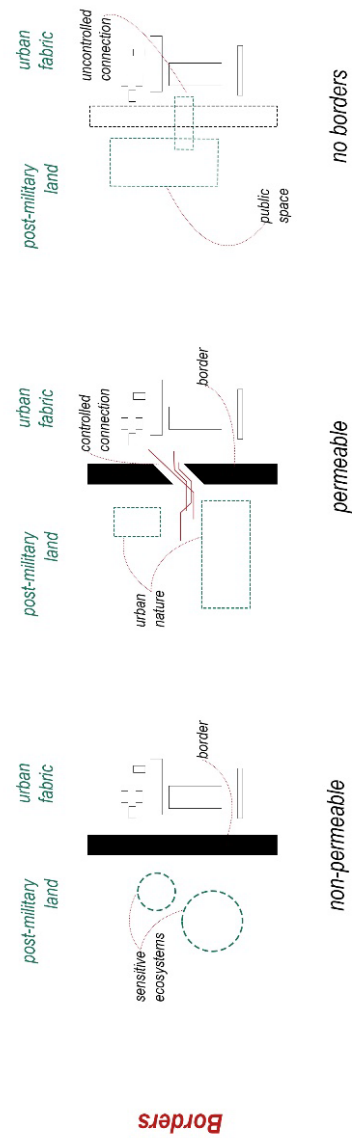 Borders
post-military
land
urban
fabric
sensitive
ecosystems
border
non-permeable
post-military
land
urban
fabric
controlled
connection
urban
nature
border
permeable
post-military
land
urban
fabric
uncontrolled
connection
public
space
no borders